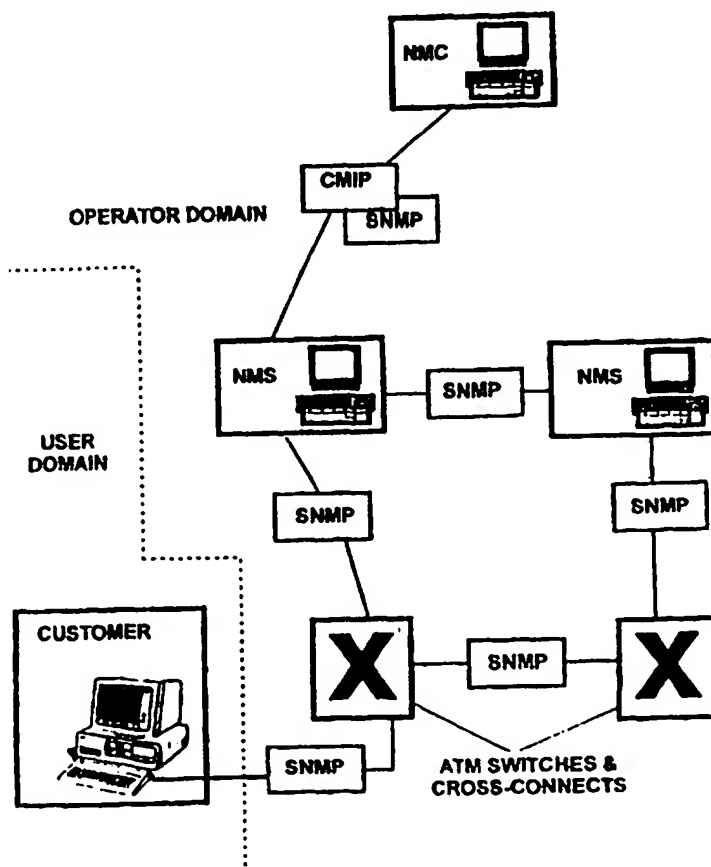 NMC
CMIP
SNMP
OPERATOR DOMAIN
NMS
SNMP
NMS
USER
DOMAIN
SNMP
SNMP
CUSTOMER
X
SNMP
X
SNMP
ATM SWITCHES &
CROSS-CONNECTS